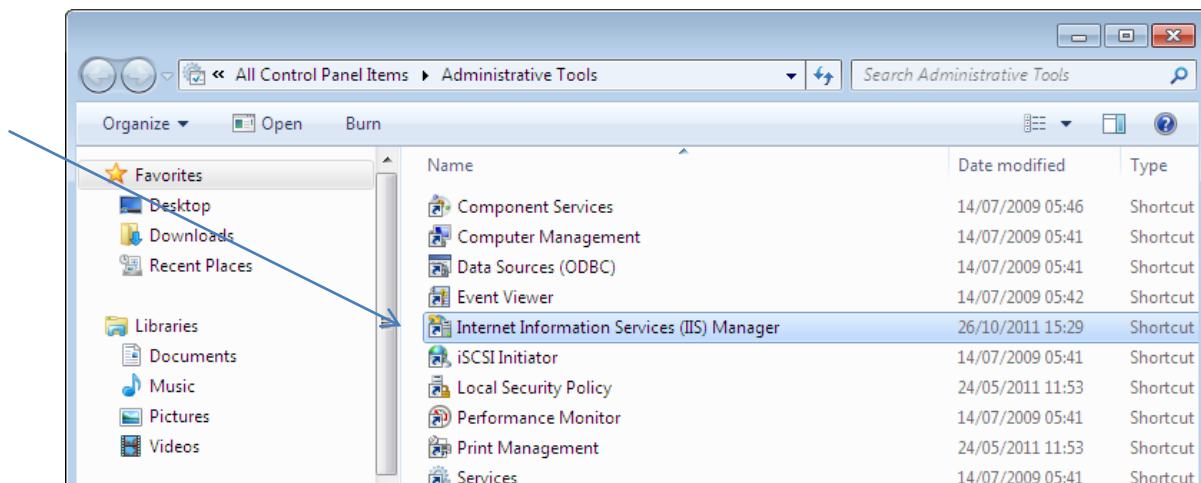 « All Control Panel Items ▸ Administrative Tools Search Administrative Tools
Organize ▼ Open Burn
Favorites
Desktop
Downloads
Recent Places
Libraries
Documents
Music
Pictures
Videos
Name Date modified Type
Component Services 14/07/2009 05:46 Shortcut
Computer Management 14/07/2009 05:41 Shortcut
Data Sources (ODBC) 14/07/2009 05:41 Shortcut
Event Viewer 14/07/2009 05:42 Shortcut
Internet Information Services (IIS) Manager 26/10/2011 15:29 Shortcut
iSCSI Initiator 14/07/2009 05:41 Shortcut
Local Security Policy 24/05/2011 11:53 Shortcut
Performance Monitor 14/07/2009 05:41 Shortcut
Print Management 24/05/2011 11:53 Shortcut
Services 14/07/2009 05:41 Shortcut